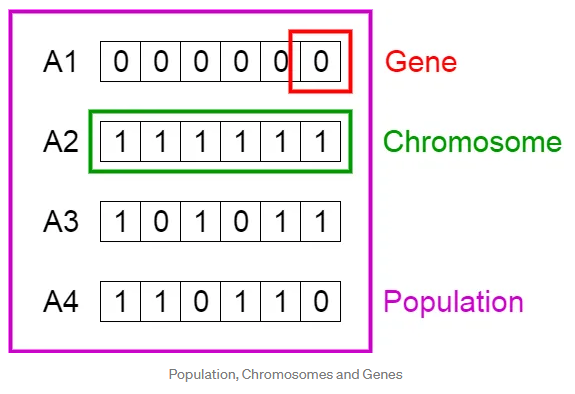 A1 0 0 0 0 0 0 Gene
A2 1 1 1 1 1 1 Chromosome
A3 1 0 1 0 1 1
A4 1 1 0 1 1 0 Population
Population, Chromosomes and Genes